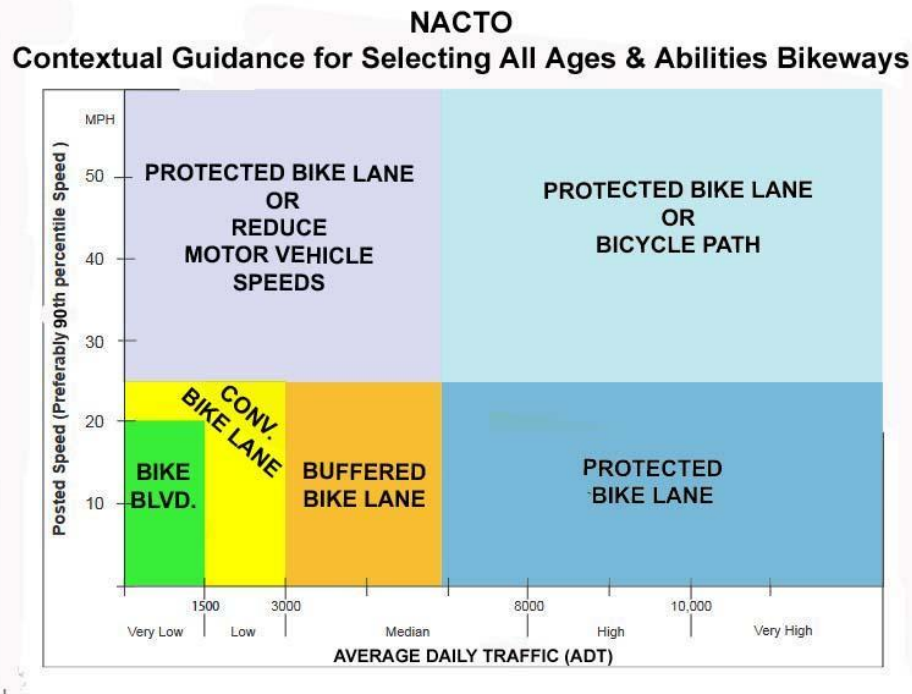 NACTO
Contextual Guidance for Selecting All Ages & Abilities Bikeways
MPH
Posted Speed (Preferably 90th percentile Speed )
50
40
30
20
10
PROTECTED BIKE LANE
OR
REDUCE
MOTOR VEHICLE
SPEEDS
PROTECTED BIKE LANE
OR
BICYCLE PATH
CONV.
BIKE LANE
BIKE
BLVD.
BUFFERED
BIKE LANE
PROTECTED
BIKE LANE
1500 3000 8000 10,000
Very Low Low Median High Very High
AVERAGE DAILY TRAFFIC (ADT)